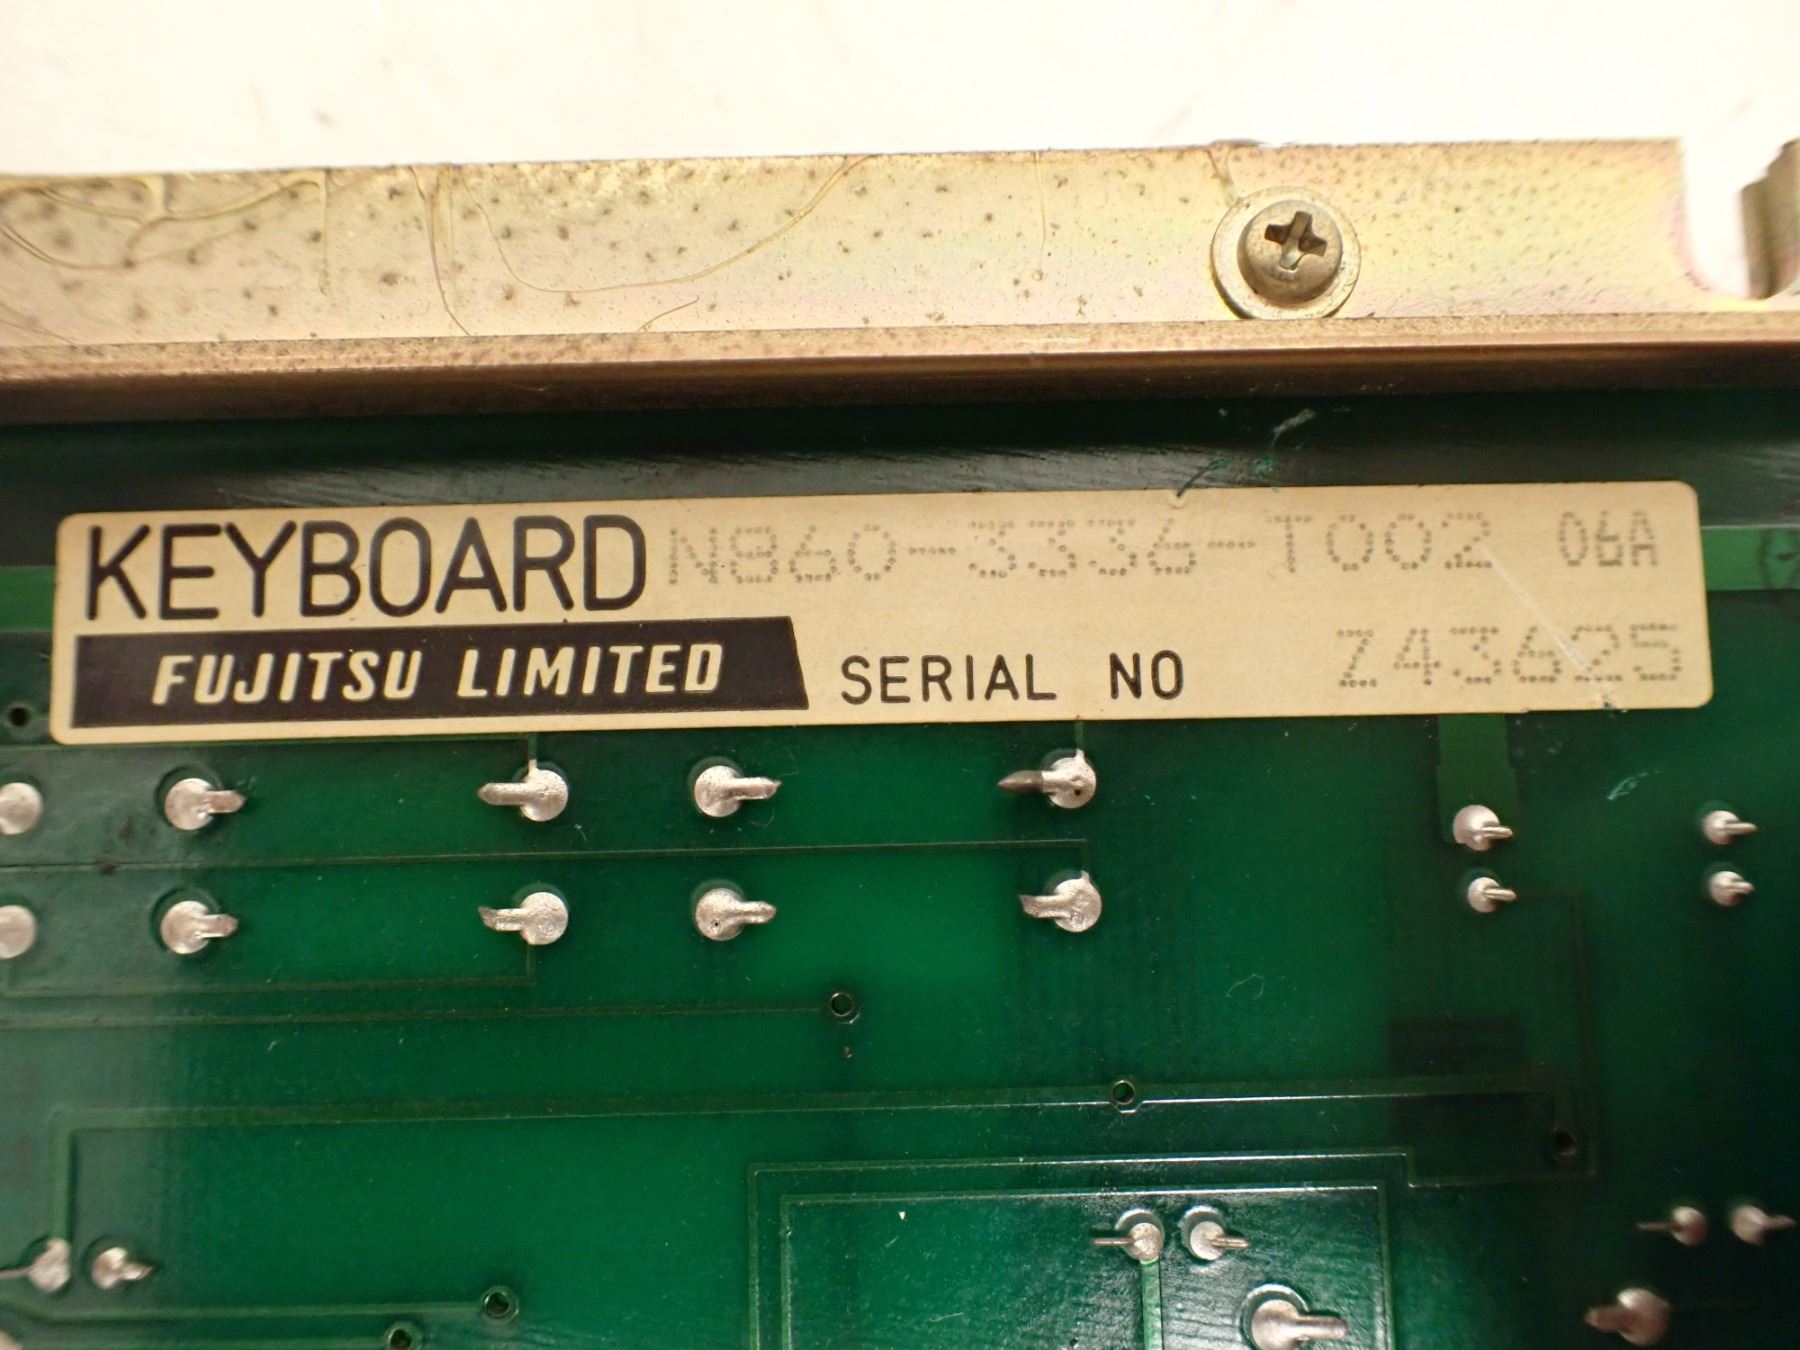 KEYBOARD N860-3336-T002 06A
FUJITSU LIMITED SERIAL NO Z43625